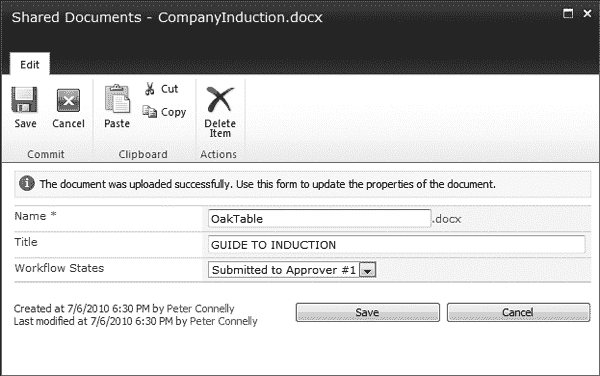 Shared Documents - CompanyInduction.docx
Edit
Save
Cancel
Paste
Cut
Copy
Delete
Item
Commit
Clipboard
Actions
The document was uploaded successfully. Use this form to update the properties of the document.
Name * OakTable .docx
Title GUIDE TO INDUCTION
Workflow States Submitted to Approver #1
Created at 7/6/2010 6:30 PM by Peter Connelly
Last modified at 7/6/2010 6:30 PM by Peter Connelly
Save Cancel